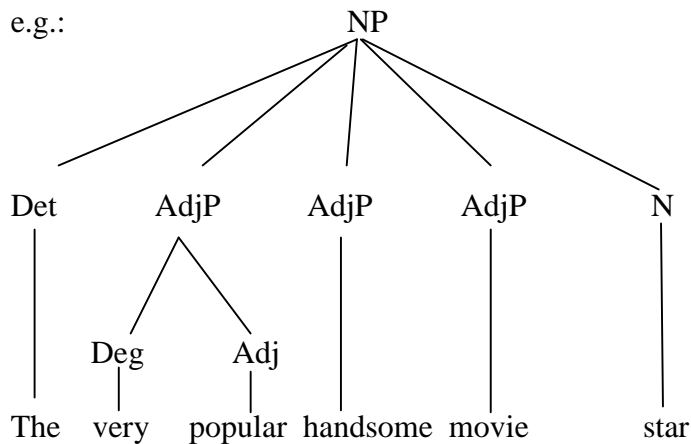 e.g.: NP
Det AdjP AdjP AdjP N
Deg Adj
The very popular handsome movie star